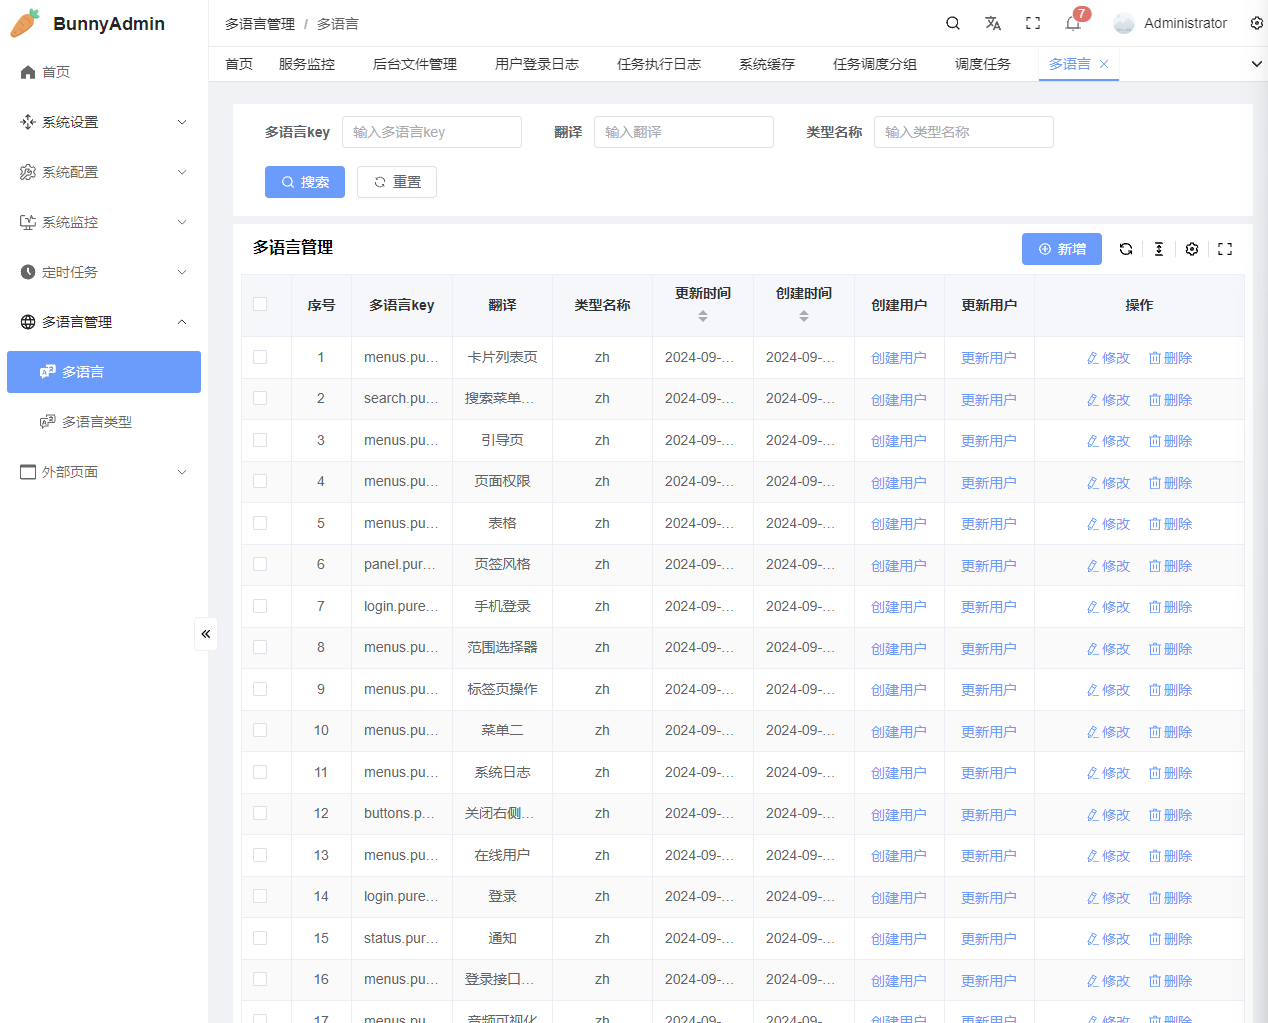 BunnyAdmin
首页
系统设置
系统配置
系统监控
定时任务
多语言管理
多语言
多语言类型
外部页面
多语言管理 / 多语言
7
Administrator
首页 服务监控 后台文件管理 用户登录日志 任务执行日志 系统缓存 任务调度分组 调度任务 多语言
多语言key 输入多语言key 翻译 输入翻译 类型名称 输入类型名称
搜索 重置
多语言管理 新增
序号 多语言key 翻译 类型名称 更新时间 创建时间 创建用户 更新用户 操作
1 menus.pu... 卡片列表页 zh 2024-09-... 2024-09-... 创建用户 更新用户 修改 删除
2 search.pu... 搜索菜单... zh 2024-09-... 2024-09-... 创建用户 更新用户 修改 删除
3 menus.pu... 引导页 zh 2024-09-... 2024-09-... 创建用户 更新用户 修改 删除
4 menus.pu... 页面权限 zh 2024-09-... 2024-09-... 创建用户 更新用户 修改 删除
5 menus.pu... 表格 zh 2024-09-... 2024-09-... 创建用户 更新用户 修改 删除
6 panel.pur... 页签风格 zh 2024-09-... 2024-09-... 创建用户 更新用户 修改 删除
7 login.pure... 手机登录 zh 2024-09-... 2024-09-... 创建用户 更新用户 修改 删除
8 menus.pu... 范围选择器 zh 2024-09-... 2024-09-... 创建用户 更新用户 修改 删除
9 menus.pu... 标签页操作 zh 2024-09-... 2024-09-... 创建用户 更新用户 修改 删除
10 menus.pu... 菜单二 zh 2024-09-... 2024-09-... 创建用户 更新用户 修改 删除
11 menus.pu... 系统日志 zh 2024-09-... 2024-09-... 创建用户 更新用户 修改 删除
12 buttons.p... 关闭右侧... zh 2024-09-... 2024-09-... 创建用户 更新用户 修改 删除
13 menus.pu... 在线用户 zh 2024-09-... 2024-09-... 创建用户 更新用户 修改 删除
14 login.pure... 登录 zh 2024-09-... 2024-09-... 创建用户 更新用户 修改 删除
15 status.pur... 通知 zh 2024-09-... 2024-09-... 创建用户 更新用户 修改 删除
16 menus.pu... 登录接口... zh 2024-09-... 2024-09-... 创建用户 更新用户 修改 删除
17 menus.pu... 音频可视化 zh 2024-09-... 2024-09-... 创建用户 更新用户 修改 删除